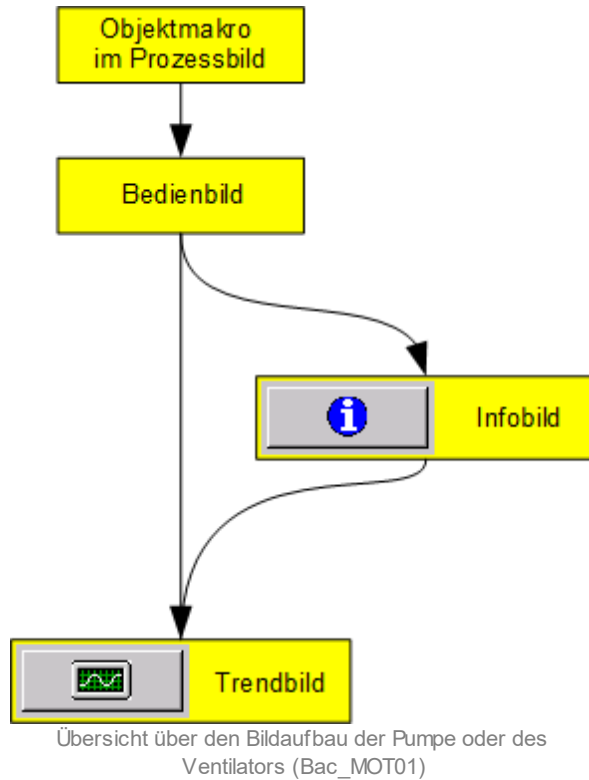 Objektmakro
im Prozessbild
Bedienbild
Infobild
Trendbild
Übersicht über den Bildaufbau der Pumpe oder des
Ventilators (Bac_MOT01)